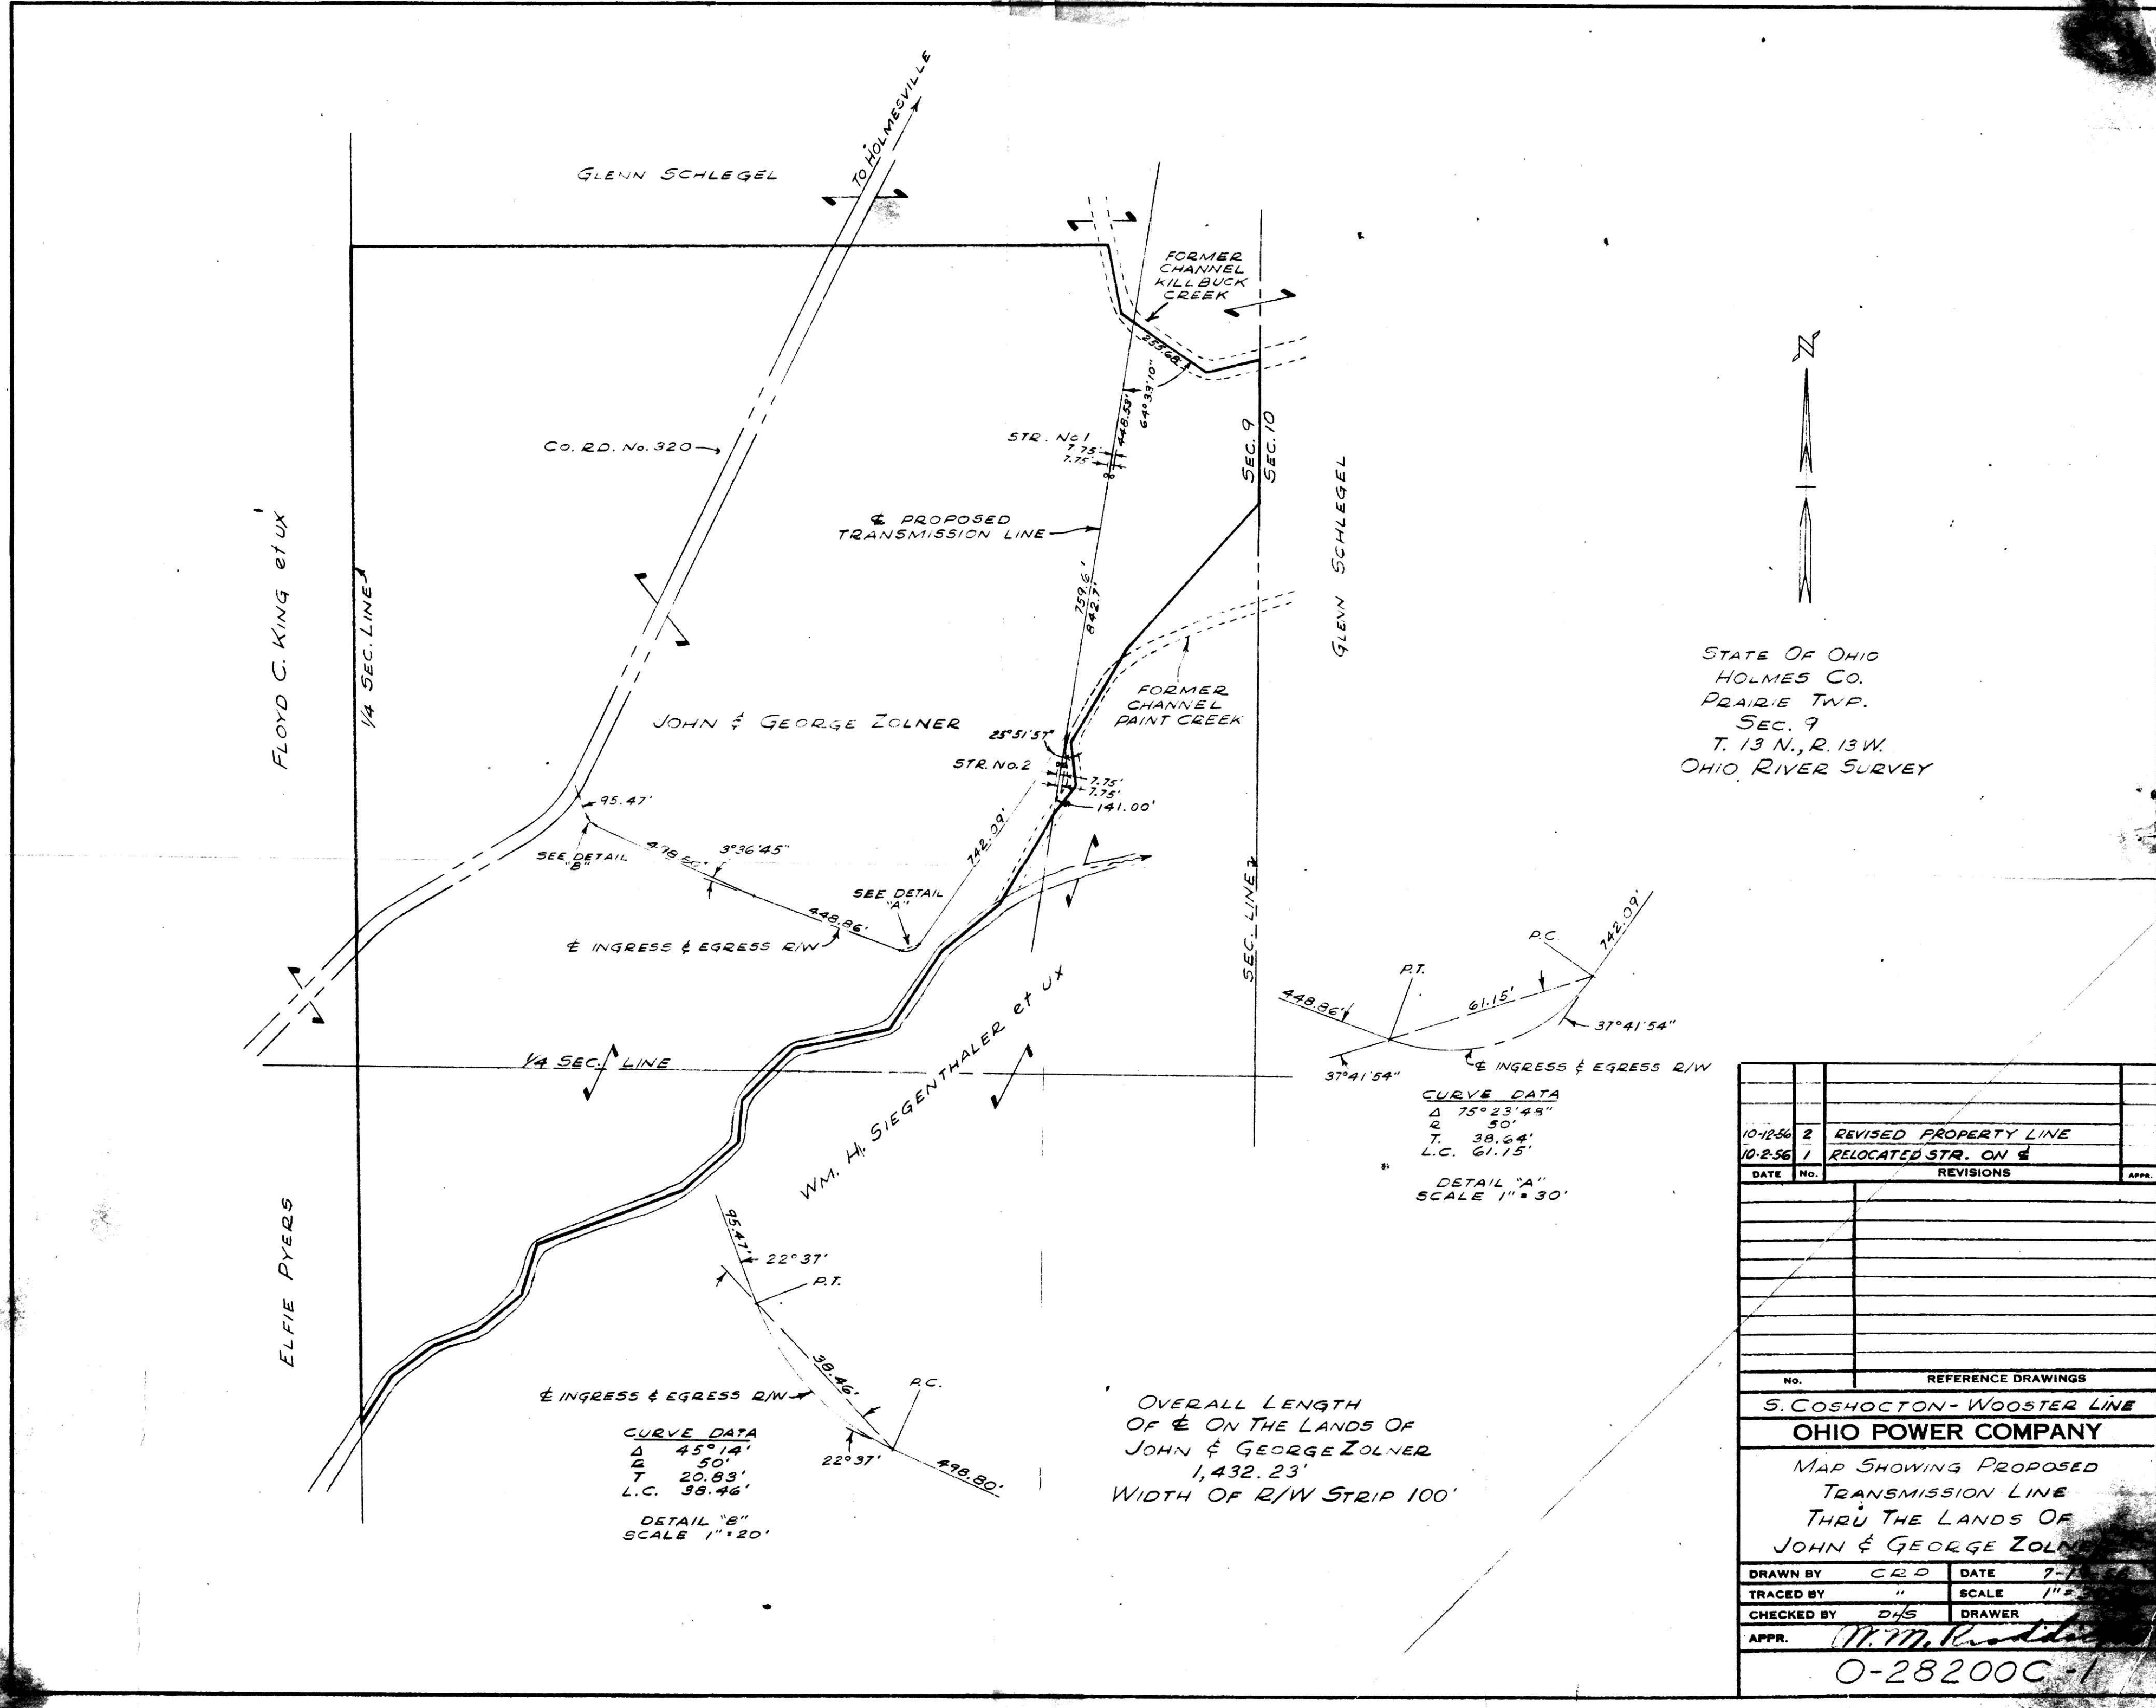 GLENN SCHLEGEL
TO HOLMESVILLE
FORMER
CHANNEL
KILLBUCK
CREEK
255.68'
64°33'10"
448.53'
STR. No 1
7.75'
7.75'
CO. RD. No. 320
SEC. 9
SEC. 10
℄ PROPOSED
TRANSMISSION LINE
GLENN SCHLEGEL
FLOYD C. KING et ux
1/4 SEC. LINE
759.6'
842.7'
FORMER
CHANNEL
PAINT CREEK
JOHN & GEORGE ZOLNER
25°51'57"
STR. No. 2
7.75'
7.75'
141.00'
95.47'
SEE DETAIL
"B"
3°36'45"
742.09'
SEE DETAIL
"A"
448.86'
℄ INGRESS & EGRESS R/W
SEC. LINE
1/4 SEC. LINE
WM. H. SIEGENTHALER et ux
ELFIE PYERS
N
STATE OF OHIO
HOLMES CO.
PRAIRIE TWP.
SEC. 9
T. 13 N., R. 13 W.
OHIO RIVER SURVEY
P.C.
742.09'
P.T.
448.86'
61.15'
37°41'54"
37°41'54"
℄ INGRESS & EGRESS R/W
CURVE DATA
Δ 75°23'48"
R 50'
T. 38.64'
L.C. 61.15'
DETAIL "A"
SCALE 1" = 30'
95.47'
22°37'
P.T.
38.46'
P.C.
℄ INGRESS & EGRESS R/W
22°37'
498.80'
CURVE DATA
Δ 45°14'
R 50'
T 20.83'
L.C. 38.46'
DETAIL "B"
SCALE 1" = 20'
OVERALL LENGTH
OF ℄ ON THE LANDS OF
JOHN & GEORGE ZOLNER
1,432.23'
WIDTH OF R/W STRIP 100'
10-12-56 2 REVISED PROPERTY LINE
10-2-56 1 RELOCATED STR. ON ℄
DATE No. REVISIONS APPR.
No. REFERENCE DRAWINGS
S. COSHOCTON - WOOSTER LINE
OHIO POWER COMPANY
MAP SHOWING PROPOSED
TRANSMISSION LINE
THRU THE LANDS OF
JOHN & GEORGE
DRAWN BY CRD DATE
TRACED BY " SCALE
CHECKED BY DHS DRAWER
APPR. W. M.
O-28200C-1